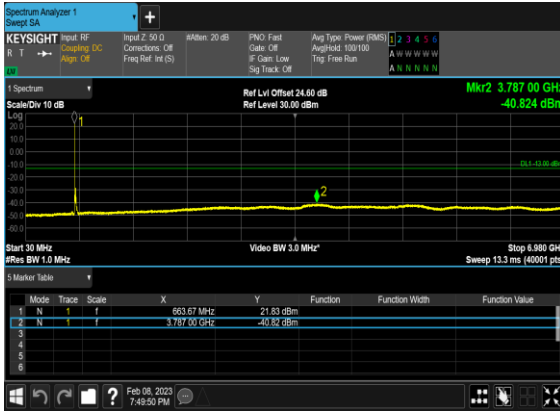 Spectrum Analyzer 1
Swept SA
+
KEYSIGHT Input: RF Input Z: 50 Ω #Atten: 20 dB PNO: Fast Avg Type: Power (RMS) 1 2 3 4 5 6
R T Coupling: DC Corrections: Off Gate: Off Avg|Hold: 100/100 A W W W W W
Align: Off Freq Ref: Int (S) IF Gain: Low Trig: Free Run
Sig Track: Off A N N N N N
1 Spectrum
Ref Lvl Offset 24.60 dB Mkr2 3.787 00 GHz
Scale/Div 10 dB Ref Level 30.00 dBm -40.824 dBm
Log
20.0
10.0
0.00
-10.0
-20.0
-30.0
-40.0
-50.0
-60.0
1
2
DL1 -13.00 dBm
Start 30 MHz Video BW 3.0 MHz* Stop 6.980 GHz
#Res BW 1.0 MHz Sweep 13.3 ms (40001 pts)
5 Marker Table
Mode Trace Scale X Y Function Function Width Function Value
1 N 1 f 663.67 MHz 21.83 dBm
2 N 1 f 3.787 00 GHz -40.82 dBm
3
4
5
6
? Feb 08, 2023
7:49:50 PM